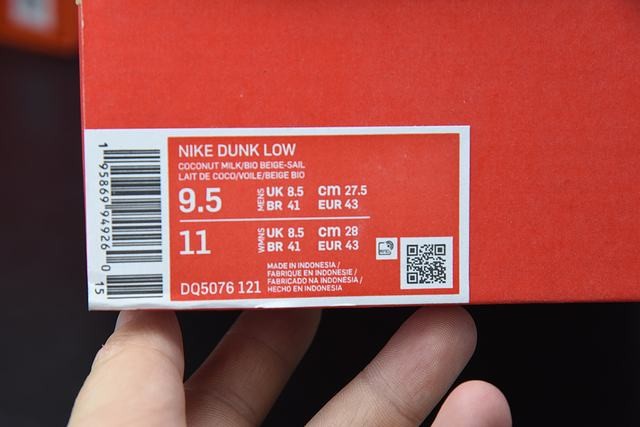 NIKE DUNK LOW
COCONUT MILK/BIO BEIGE-SAIL
LAIT DE COCO/VOILE/BEIGE BIO
9.5 MENS UK 8.5 CM 27.5
BR 41 EUR 43
11 WMNS UK 8.5 CM 28
BR 41 EUR 43
MADE IN INDONESIA /
FABRIQUE EN INDONESIE /
FABRICADO NA INDONESIA /
HECHO EN INDONESIA
DQ5076 121
1 95869 94926 0 15